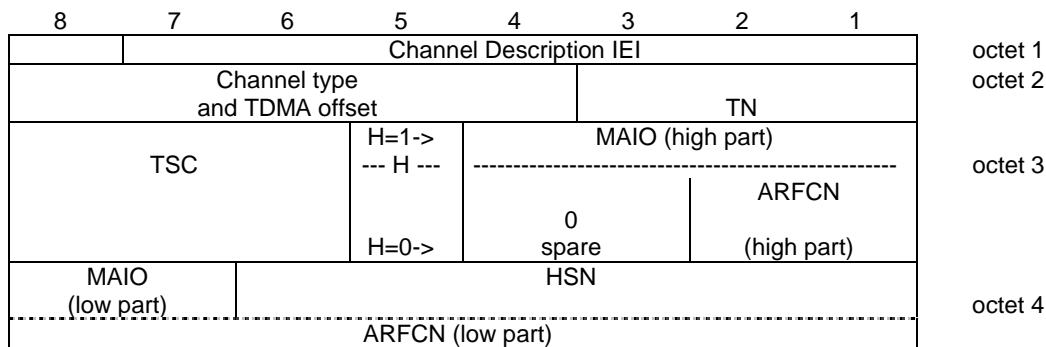 8 7 6 5 4 3 2 1
Channel Description IEI octet 1
Channel type octet 2
and TDMA offset TN
H=1-> MAIO (high part)
TSC --- H --- ---------------------------------------------------- octet 3
ARFCN
0
H=0-> spare (high part)
MAIO HSN
(low part) octet 4
ARFCN (low part)